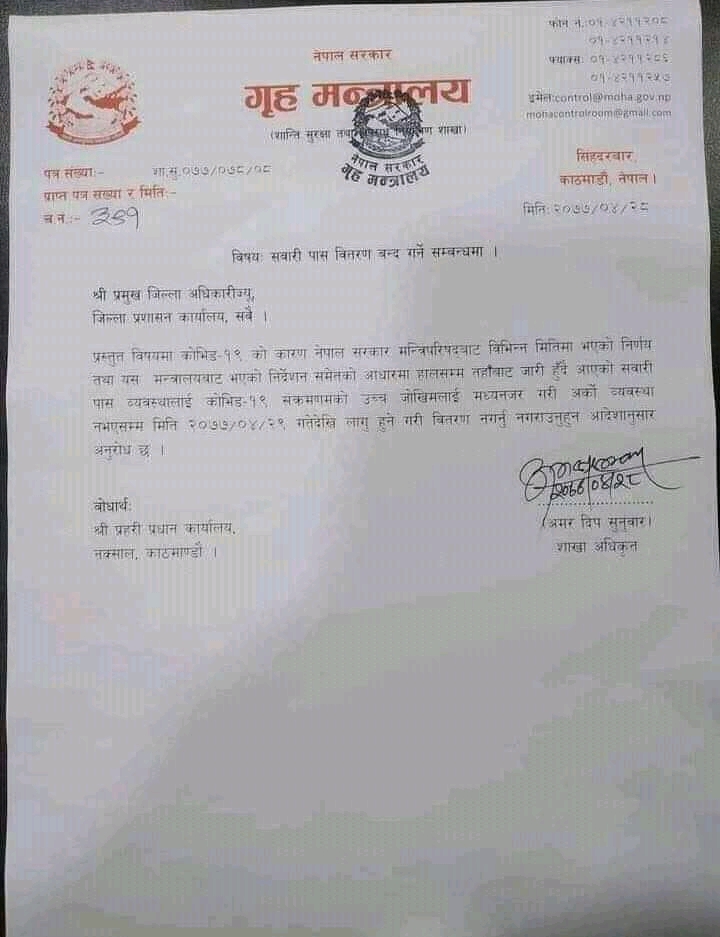 फोन नं.:०१-४२११२०८
०१-४२११२१४
फ्याक्सः ०१-४२११२८६
०१-४२११२५७
इमेल:control@moha.gov.np
mohacontrolroom@gmail.com
नेपाल सरकार
गृह मन्त्रालय
(शान्ति सुरक्षा तथा अपराध नियन्त्रण शाखा)
नेपाल सरकार
गृह मन्त्रालय
सिंहदरबार,
काठमाडौं, नेपाल ।
पत्र संख्या:- शा.सु.०७७/०७८/०८
प्राप्त पत्र संख्या र मिति:-
च.नं.:-
मितिः २०७७/०४/२८
विषयः सवारी पास वितरण बन्द गर्ने सम्बन्धमा ।
श्री प्रमुख जिल्ला अधिकारीज्यू,
जिल्ला प्रशासन कार्यालय, सबै ।
प्रस्तुत विषयमा कोभिड-१९ को कारण नेपाल सरकार मन्त्रिपरिषद्बाट विभिन्न मितिमा भएको निर्णय
तथा यस मन्त्रालयबाट भएको निर्देशन समेतको आधारमा हालसम्म तहाँबाट जारी हुँदै आएको सवारी
पास व्यवस्थालाई कोभिड-१९ संक्रमणमको उच्च जोखिमलाई मध्यनजर गरी अर्को व्यवस्था
नभएसम्म मिति २०७७/०४/२९ गतेदेखि लागु हुने गरी वितरण नगर्नु नगराउनुहुन आदेशानुसार
अनुरोध छ ।
२०७७/०४/२८
(अमर दिप सुनुवार)
शाखा अधिकृत
बोधार्थः
श्री प्रहरी प्रधान कार्यालय,
नक्साल, काठमाण्डौ ।